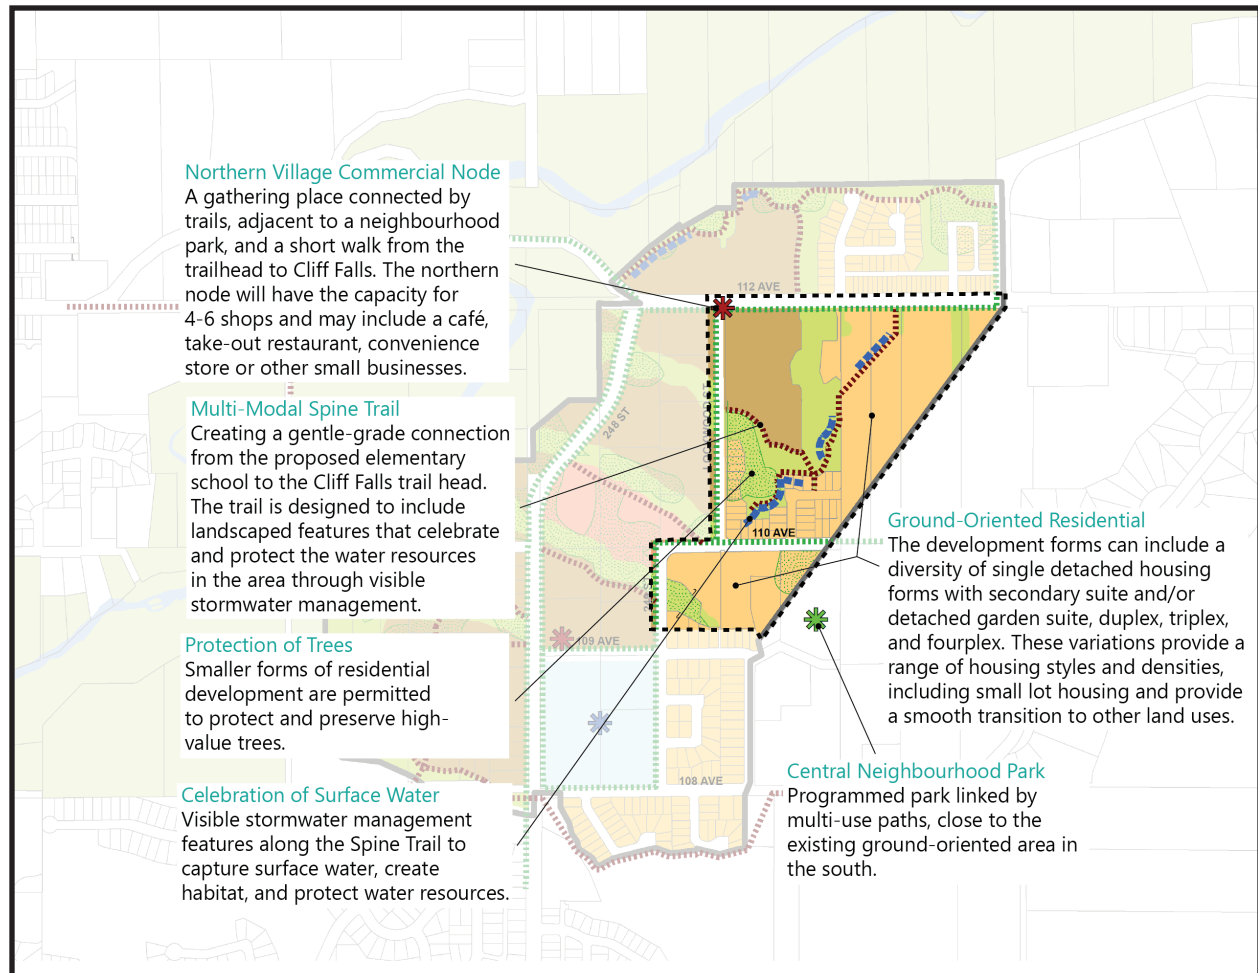 Northern Village Commercial Node
A gathering place connected by
trails, adjacent to a neighbourhood
park, and a short walk from the
trailhead to Cliff Falls. The northern
node will have the capacity for
4-6 shops and may include a café,
take-out restaurant, convenience
store or other small businesses.
Multi-Modal Spine Trail
Creating a gentle-grade connection
from the proposed elementary
school to the Cliff Falls trail head.
The trail is designed to include
landscaped features that celebrate
and protect the water resources
in the area through visible
stormwater management.
Protection of Trees
Smaller forms of residential
development are permitted
to protect and preserve high-
value trees.
Celebration of Surface Water
Visible stormwater management
features along the Spine Trail to
capture surface water, create
habitat, and protect water resources.
112 AVE
248 ST
110 AVE
109 AVE
108 AVE
Ground-Oriented Residential
The development forms can include a
diversity of single detached housing
forms with secondary suite and/or
detached garden suite, duplex, triplex,
and fourplex. These variations provide a
range of housing styles and densities,
including small lot housing and provide
a smooth transition to other land uses.
Central Neighbourhood Park
Programmed park linked by
multi-use paths, close to the
existing ground-oriented area in
the south.